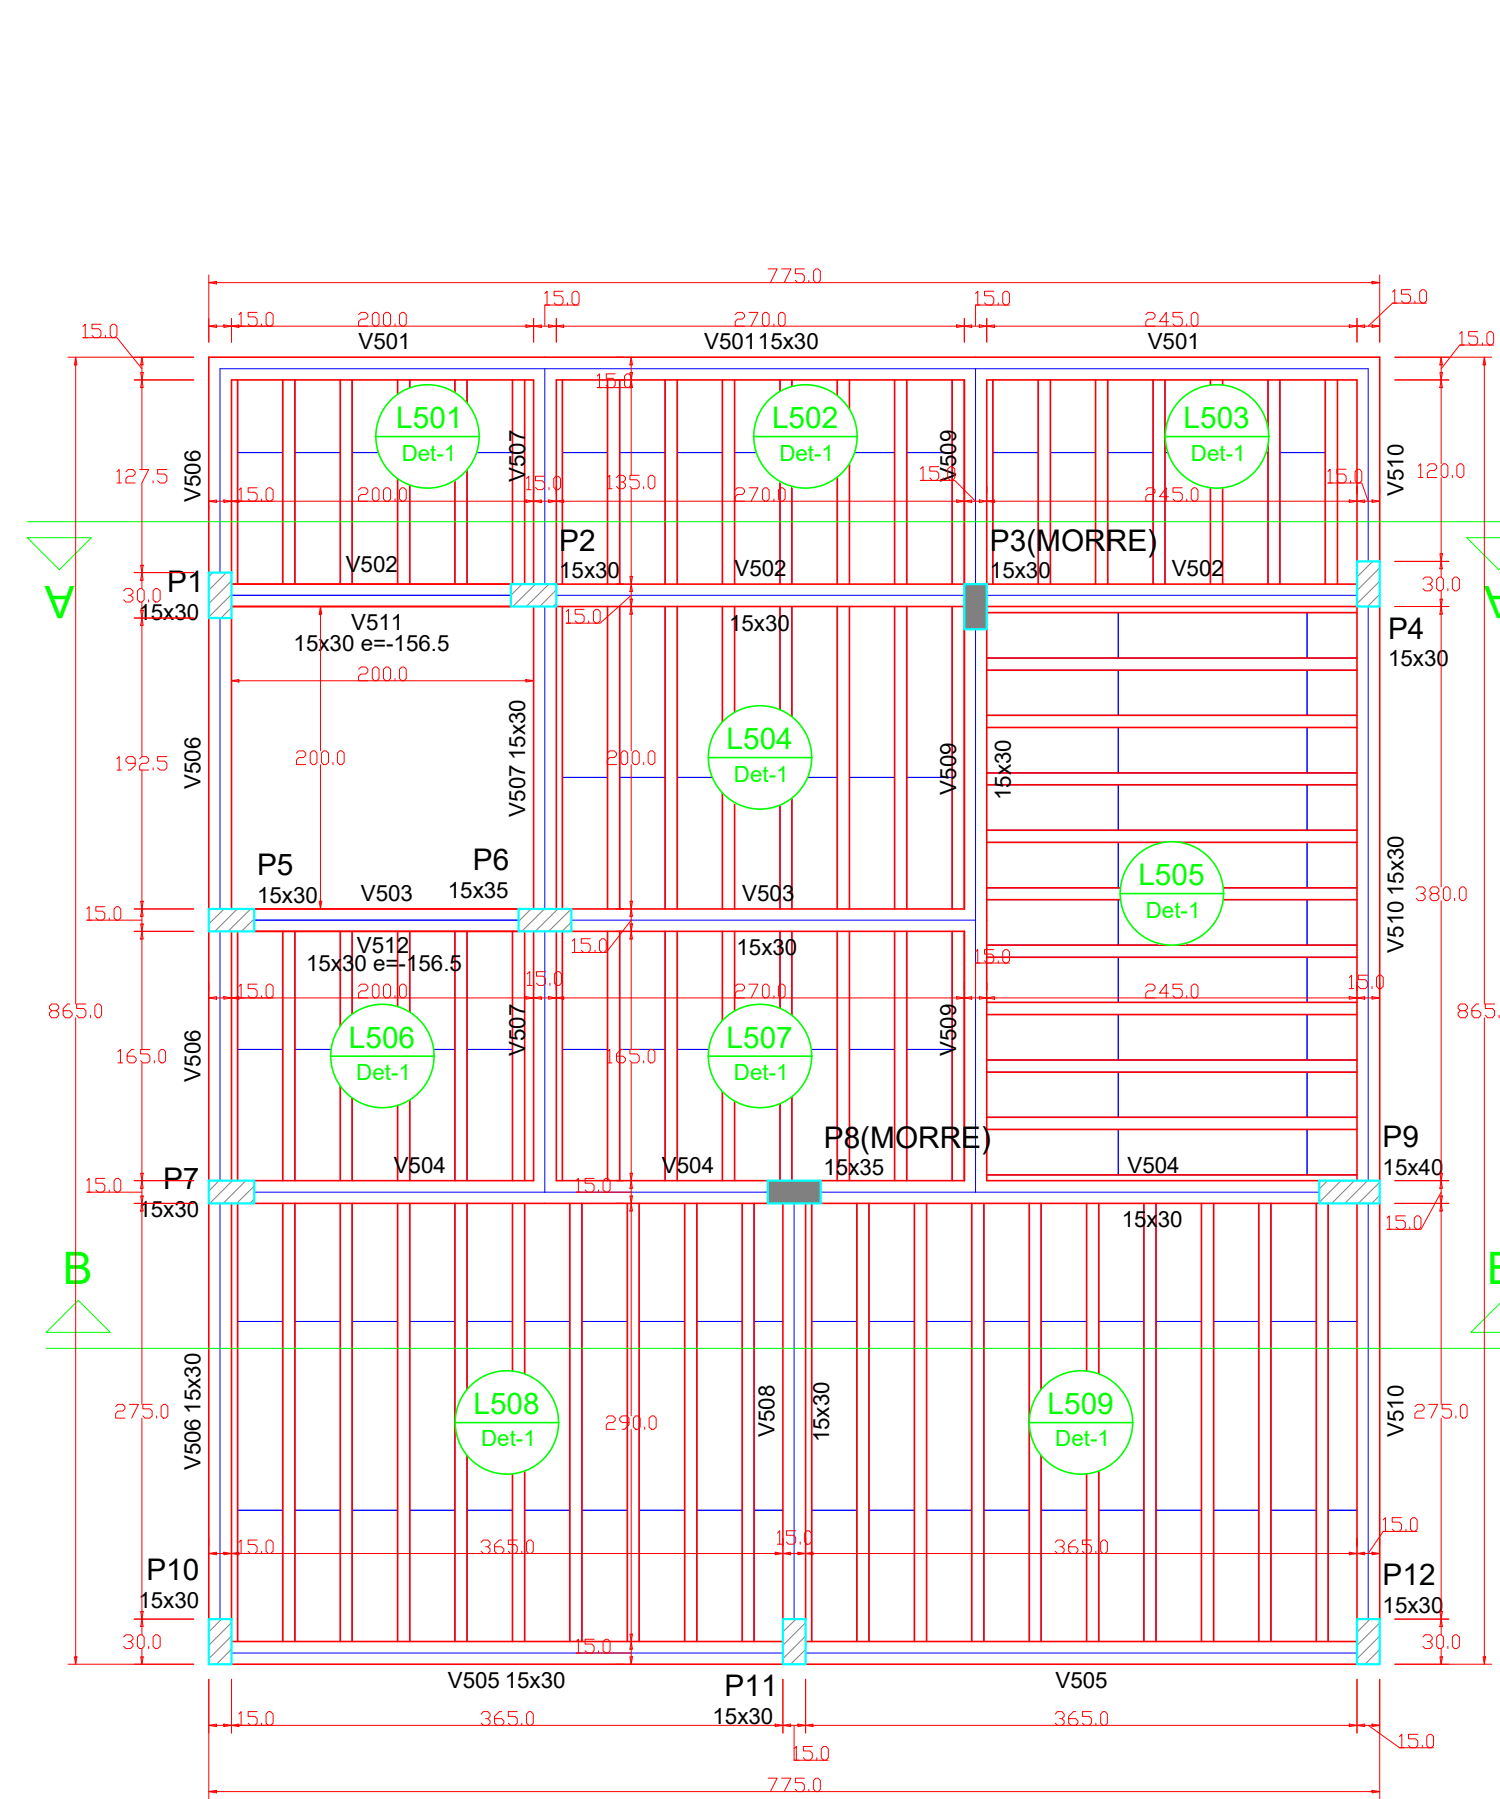 775.0
15.0
15.0
15.0
15.0
200.0
270.0
245.0
15.0
V501
V501 15x30
V501
15.0
15.0
L501
Det-1
L502
Det-1
L503
Det-1
V506
127.5
V507
V509
V510
120.0
15.0
200.0
15.0
135.0
270.0
15.0
245.0
15.0
P2
15x30
P3(MORRE)
15x30
V502
V502
V502
P1
30.0
15x30
A
A
30.0
15.0
V511
15x30 e=-156.5
15x30
P4
15x30
200.0
V506
192.5
200.0
V507 15x30
200.0
L504
Det-1
V509
15x30
V510 15x30
380.0
L505
Det-1
P5
15x30
P6
15x35
V503
V503
15.0
V512
15x30 e=-156.5
15.0
15x30
15.0
15.0
15.0
200.0
15.0
270.0
245.0
865.0
865.
V506
165.0
L506
Det-1
V507
165.0
L507
Det-1
V509
P8(MORRE)
15x35
P9
15x40
V504
V504
V504
P7
15x30
15.0
15.0
15x30
15.0
B
V506 15x30
275.0
L508
Det-1
290.0
V508
15x30
L509
Det-1
V510
275.0
15.0
365.0
15.0
365.0
15.0
P10
15x30
P12
15x30
30.0
15.0
30.0
V505 15x30
P11
15x30
V505
15.0
365.0
365.0
15.0
15.0
775.0